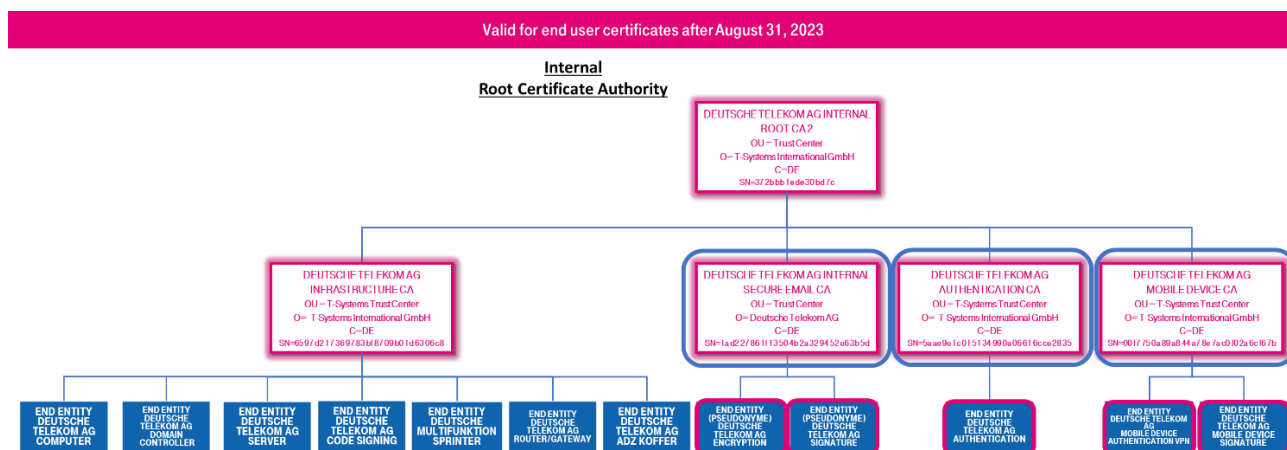 Valid for end user certificates after August 31, 2023
Internal
Root Certificate Authority
DEUTSCHE TELEKOM AG INTERNAL
ROOT CA 2
OU = Trust Center
O= T-Systems International GmbH
C=DE
SN=372bbb1ede30bd7c
DEUTSCHE TELEKOM AG
INFRASTRUCTURE CA
OU = T-Systems Trust Center
O= T-Systems International GmbH
C=DE
DEUTSCHE TELEKOM AG INTERNAL
SECURE EMAIL CA
OU = Trust Center
O= Deutsche Telekom AG
C=DE
DEUTSCHE TELEKOM AG
AUTHENTICATION CA
OU = T-Systems Trust Center
O= T-Systems International GmbH
C=DE
DEUTSCHE TELEKOM AG
MOBILE DEVICE CA
OU = T-Systems Trust Center
O= T-Systems International GmbH
C=DE
END ENTITY
DEUTSCHE
TELEKOM AG
COMPUTER
END ENTITY
DEUTSCHE
TELEKOM AG
DOMAIN
CONTROLLER
END ENTITY
DEUTSCHE
TELEKOM AG
SERVER
END ENTITY
DEUTSCHE
TELEKOM AG
CODE SIGNING
END ENTITY
DEUTSCHE
MULTIFUNKTION
SPRINTER
END ENTITY
DEUTSCHE
TELEKOM AG
ROUTER/GATEWAY
END ENTITY
DEUTSCHE
TELEKOM AG
ADZ KOFFER
END ENTITY
(PSEUDONYME)
DEUTSCHE
TELEKOM AG
ENCRYPTION
END ENTITY
(PSEUDONYME)
DEUTSCHE
TELEKOM AG
SIGNATURE
END ENTITY
DEUTSCHE
TELEKOM AG
AUTHENTICATION
END ENTITY
DEUTSCHE TELEKOM
AG
MOBILE DEVICE
AUTHENTICATION VPN
END ENTITY
DEUTSCHE
TELEKOM AG
MOBILE DEVICE
SIGNATURE